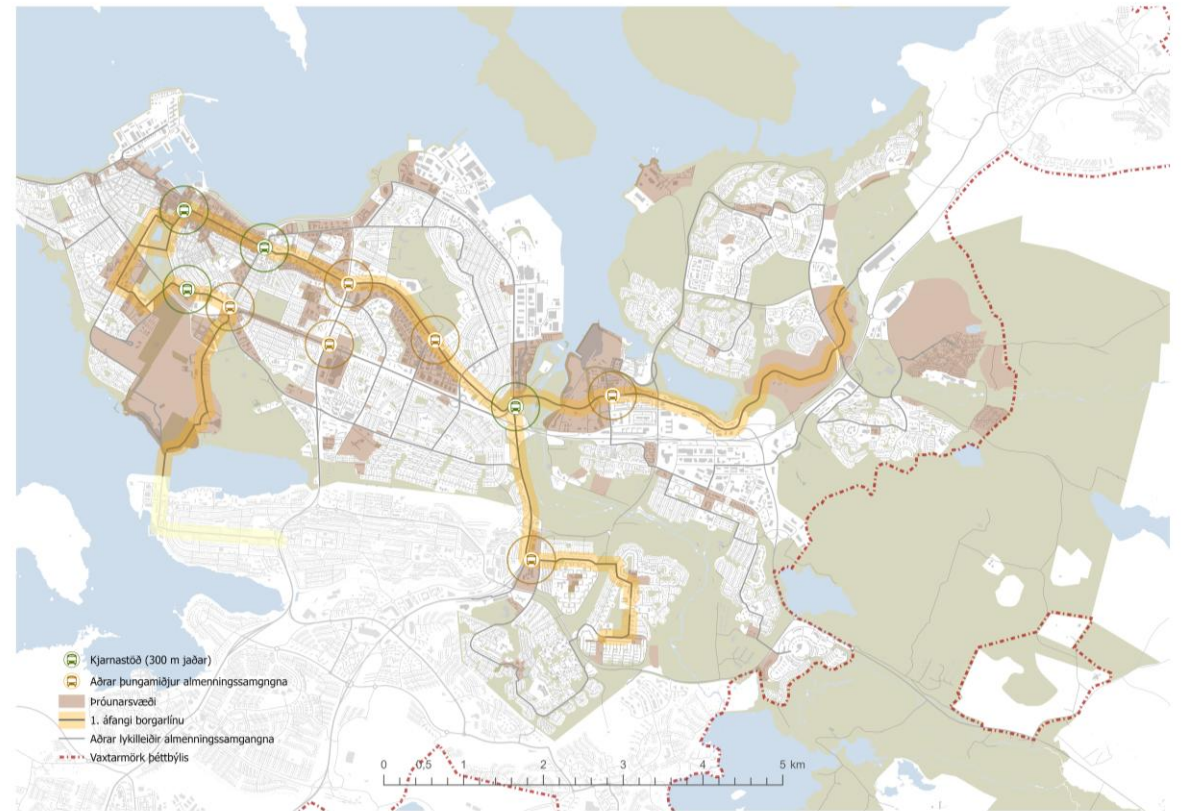 Kjarnastöð (300 m jaðar)
Aðrar þungamiðjur almenningssamgngna
Þróunarsvæði
1. áfangi borgarlínu
Aðrar lykilleiðir almenningssamgangna
Vaxtarmörk þéttbýlis
0 0,5 1 2 3 4 5 km